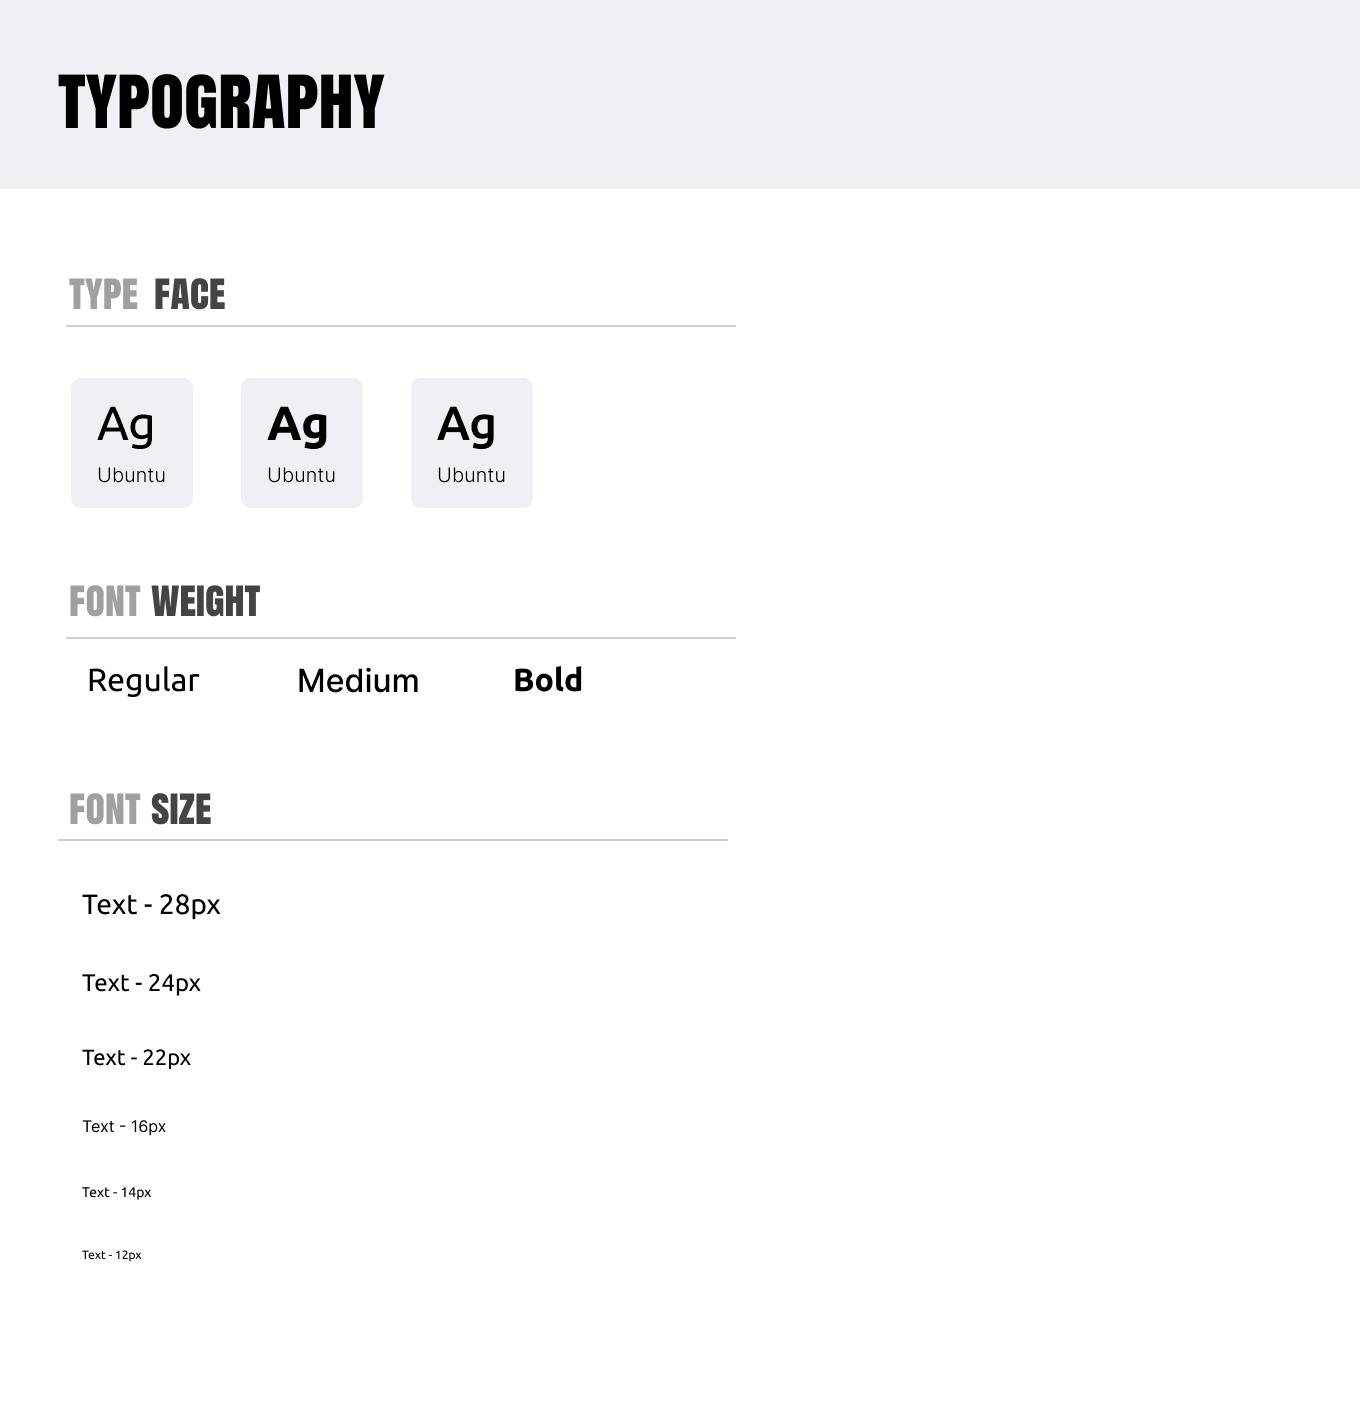 TYPOGRAPHY
TYPE FACE
Ag Ag Ag
Ubuntu Ubuntu Ubuntu
FONT WEIGHT
Regular Medium Bold
FONT SIZE
Text - 28px
Text - 24px
Text - 22px
Text - 16px
Text - 14px
Text - 12px